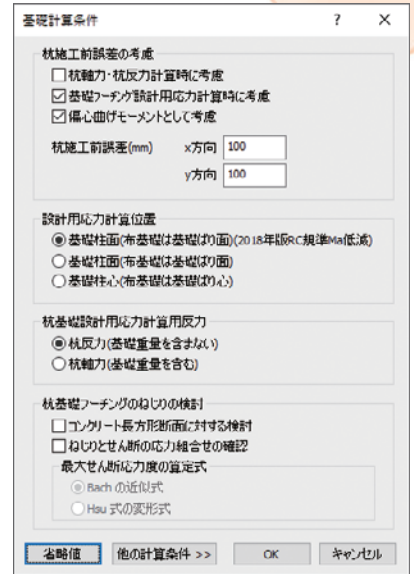 基礎計算条件 ? ×
杭施工前誤差の考慮
杭軸力・杭反力計算時に考慮
基礎フーチング設計用応力計算時に考慮
偏心曲げモーメントとして考慮
杭施工前誤差(mm) x方向 100
y方向 100
設計用応力計算位置
基礎柱面(布基礎は基礎ばり面)(2018年版RC規準Ma低減)
基礎柱面(布基礎は基礎ばり面)
基礎柱心(布基礎は基礎ばり心)
杭基礎設計用応力計算用反力
杭反力(基礎重量を含まない)
杭軸力(基礎重量を含む)
杭基礎フーチングのねじりの検討
コンクリート長方形断面に対する検討
ねじりとせん断の応力組合せの確認
最大せん断応力度の算定式
Bach の近似式
Hsu 式の変形式
省略値 他の計算条件 >> OK キャンセル